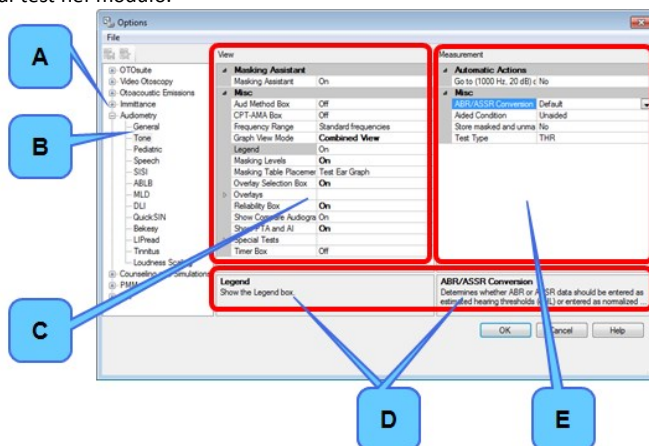 al test nel modulo.
Options
File
OTOsuite
Video Otoscopy
Otoacoustic Emissions
Immittance
Audiometry
General
Tone
Pediatric
Speech
SISI
ABLB
MLD
DLI
QuickSIN
Bekesy
LIPread
Tinnitus
Loudness Scaling
Counseling and Simulations
PMM
View
Masking Assistant
Masking Assistant On
Misc
Aud Method Box Off
CPT-AMA Box Off
Frequency Range Standard frequencies
Graph View Mode Combined View
Legend On
Masking Levels On
Masking Table Placemer Test Ear Graph
Overlay Selection Box On
Overlays
Reliability Box On
Show Compare Audiogra On
Show PTA and AI On
Special Tests
Timer Box Off
Legend
Show the Legend box
Measurement
Automatic Actions
Go to (1000 Hz, 20 dB) c No
Misc
ABR/ASSR Conversion Default
Aided Condition Unaided
Store masked and unma No
Test Type THR
ABR/ASSR Conversion
Determines whether ABR or ASSR data should be entered as
estimated hearing thresholds (HL) or entered as normalized ...
OK Cancel Help
A
B
C
D
E